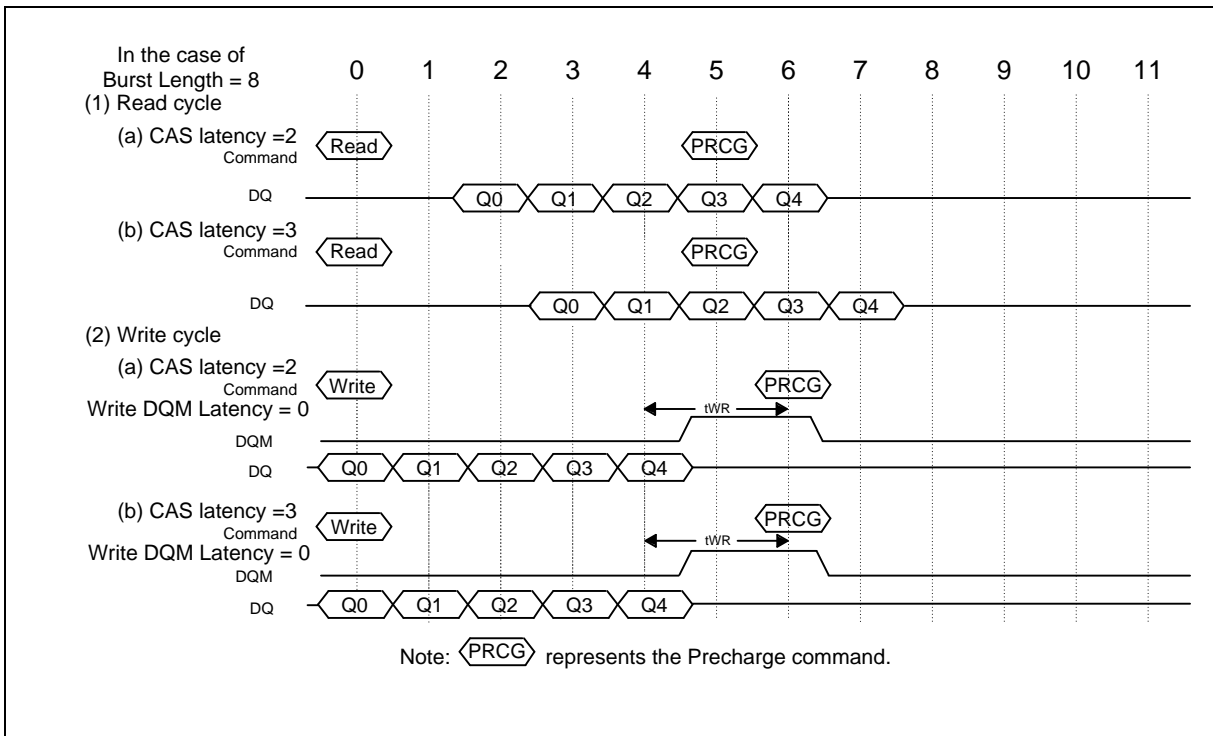 In the case of
Burst Length = 8
0 1 2 3 4 5 6 7 8 9 10 11
(1) Read cycle
(a) CAS latency =2
Command
Read PRCG
DQ
Q0 Q1 Q2 Q3 Q4
(b) CAS latency =3
Command
Read PRCG
DQ
Q0 Q1 Q2 Q3 Q4
(2) Write cycle
(a) CAS latency =2
Command
Write PRCG
Write DQM Latency = 0
tWR
DQM
DQ
Q0 Q1 Q2 Q3 Q4
(b) CAS latency =3
Command
Write PRCG
Write DQM Latency = 0
tWR
DQM
DQ
Q0 Q1 Q2 Q3 Q4
Note: PRCG represents the Precharge command.